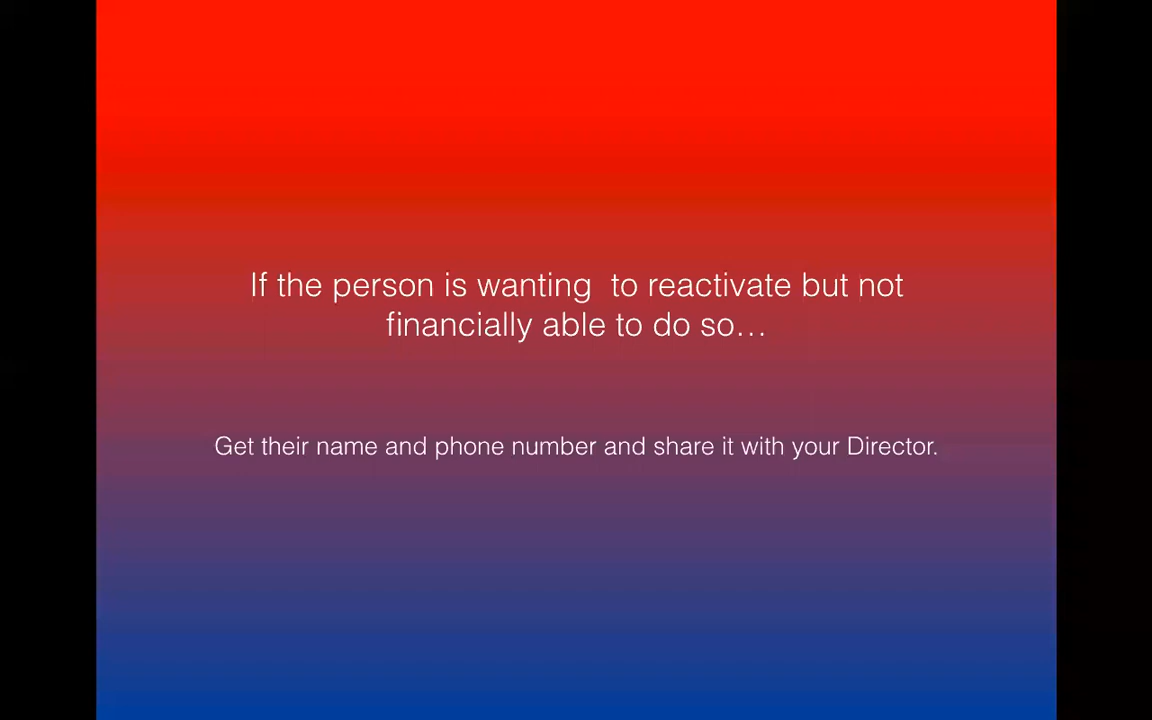 If the person is wanting  to reactivate but not
financially able to do so…
Get their name and phone number and share it with your Director.